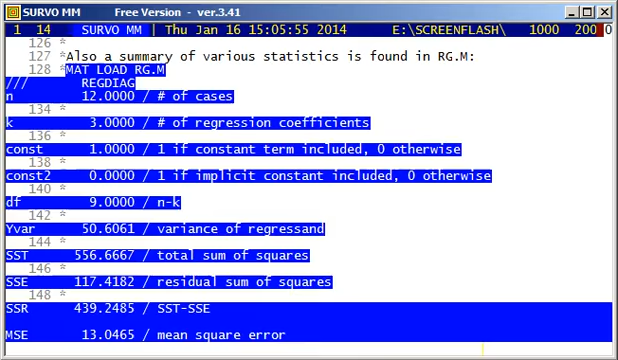 SURVO MM Free Version - ver.3.41
1 14 SURVO MM | Thu Jan 16 15:05:55 2014 E:\SCREENFLASH\ 1000 200 0
126 *
127 *Also a summary of various statistics is found in RG.M:
128 *MAT LOAD RG.M
/// REGDIAG
n 12.0000 / # of cases
134 *
k 3.0000 / # of regression coefficients
136 *
const 1.0000 / 1 if constant term included, 0 otherwise
138 *
const2 0.0000 / 1 if implicit constant included, 0 otherwise
140 *
df 9.0000 / n-k
142 *
Yvar 50.6061 / variance of regressand
144 *
SST 556.6667 / total sum of squares
146 *
SSE 117.4182 / residual sum of squares
148 *
SSR 439.2485 / SST-SSE
MSE 13.0465 / mean square error